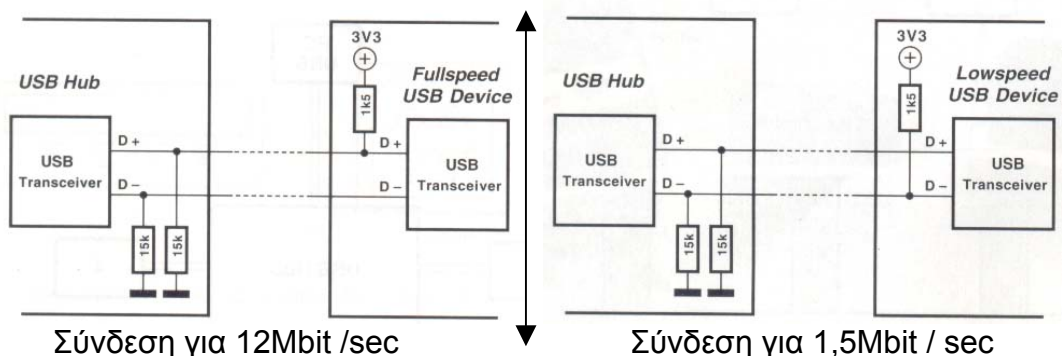 3V3
USB Hub
Fullspeed
USB Device
1k5
D +
D +
USB
Transceiver
D –
D –
USB
Transceiver
15k
15k
Σύνδεση για 12Mbit /sec
3V3
USB Hub
Lowspeed
USB Device
1k5
D +
D +
USB
Transceiver
D –
D –
USB
Transceiver
15k
15k
Σύνδεση για 1,5Mbit / sec